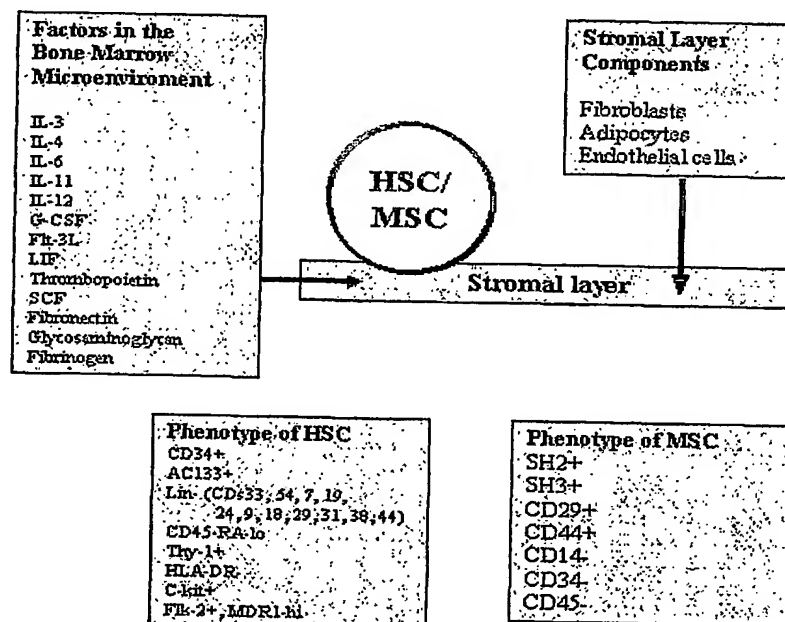 Factors in the
Bone Marrow
Microenviroment
IL-3
IL-4
IL-6
IL-11
IL-12
G-CSF
Flt-3L
LIF
Thrombopoietin
SCF
Fibronectin
Glycosaminoglycan
Fibrinogen
Stromal Layer
Components
Fibroblasts
Adipocytes
Endothelial cells
HSC/
MSC
Stromal layer
Phenotype of HSC
CD34+
AC133+
Lin- (CDs33, 54, 7, 19,
24, 9, 18, 29, 31, 38, 44)
CD45-RA-lo
Thy-1+
HLA-DR-
C-kit+
Flk-2+, MDR1-hi
Phenotype of MSC
SH2+
SH3+
CD29+
CD44+
CD14-
CD34-
CD45-